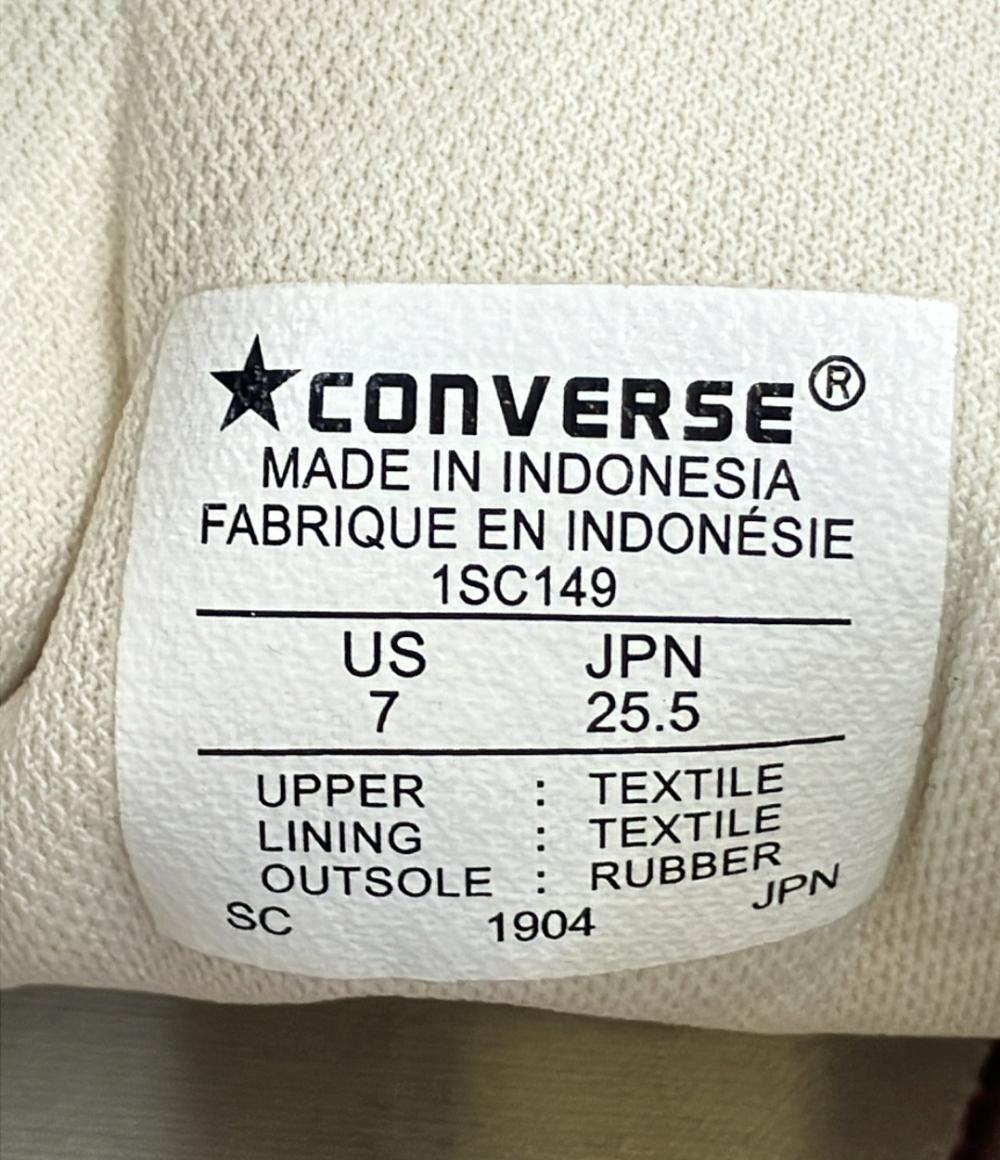 ★CONVERSE®
MADE IN INDONESIA
FABRIQUE EN INDONÉSIE
1SC149
US JPN
7 25.5
UPPER : TEXTILE
LINING : TEXTILE
OUTSOLE : RUBBER
SC 1904 JPN